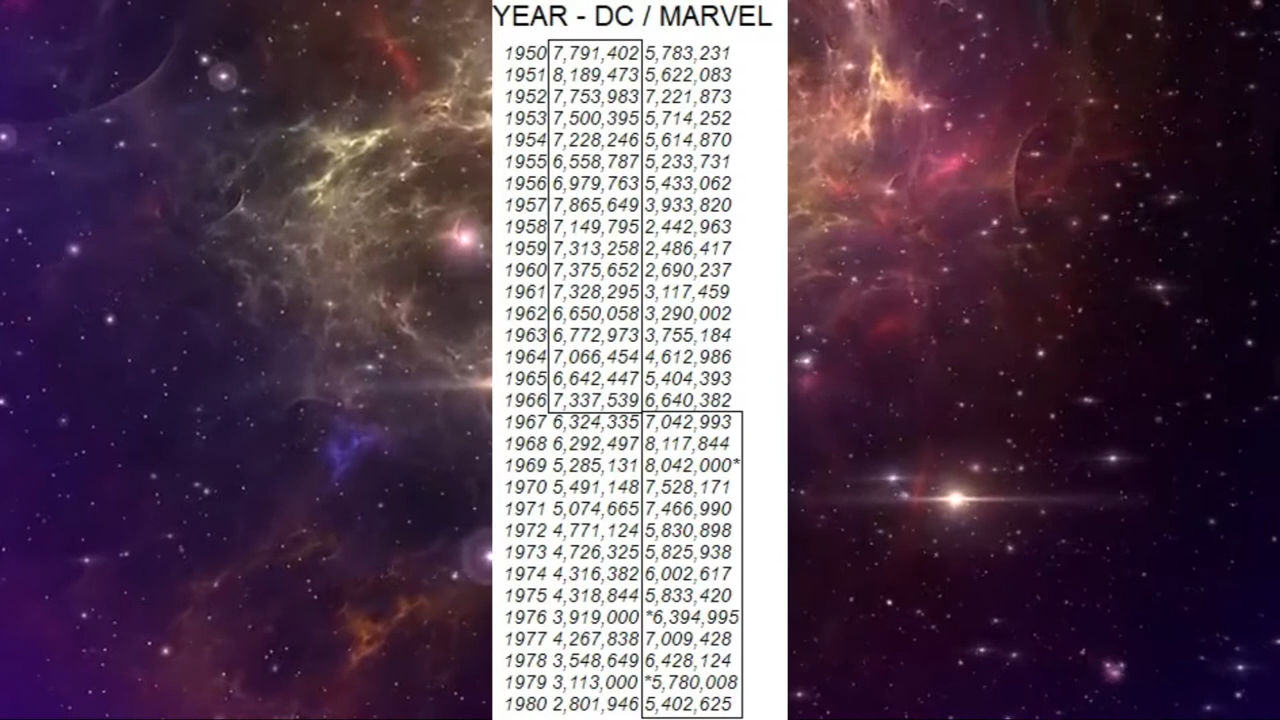 YEAR - DC / MARVEL
1950 7,791,402 5,783,231
1951 8,189,473 5,622,083
1952 7,753,983 7,221,873
1953 7,500,395 5,714,252
1954 7,228,246 5,614,870
1955 6,558,787 5,233,731
1956 6,979,763 5,433,062
1957 7,865,649 3,933,820
1958 7,149,795 2,442,963
1959 7,313,258 2,486,417
1960 7,375,652 2,690,237
1961 7,328,295 3,117,459
1962 6,650,058 3,290,002
1963 6,772,973 3,755,184
1964 7,066,454 4,612,986
1965 6,642,447 5,404,393
1966 7,337,539 6,640,382
1967 6,324,335 7,042,993
1968 6,292,497 8,117,844
1969 5,285,131 8,042,000*
1970 5,491,148 7,528,171
1971 5,074,665 7,466,990
1972 4,771,124 5,830,898
1973 4,726,325 5,825,938
1974 4,316,382 6,002,617
1975 4,318,844 5,833,420
1976 3,919,000 *6,394,995
1977 4,267,838 7,009,428
1978 3,548,649 6,428,124
1979 3,113,000 *5,780,008
1980 2,801,946 5,402,625